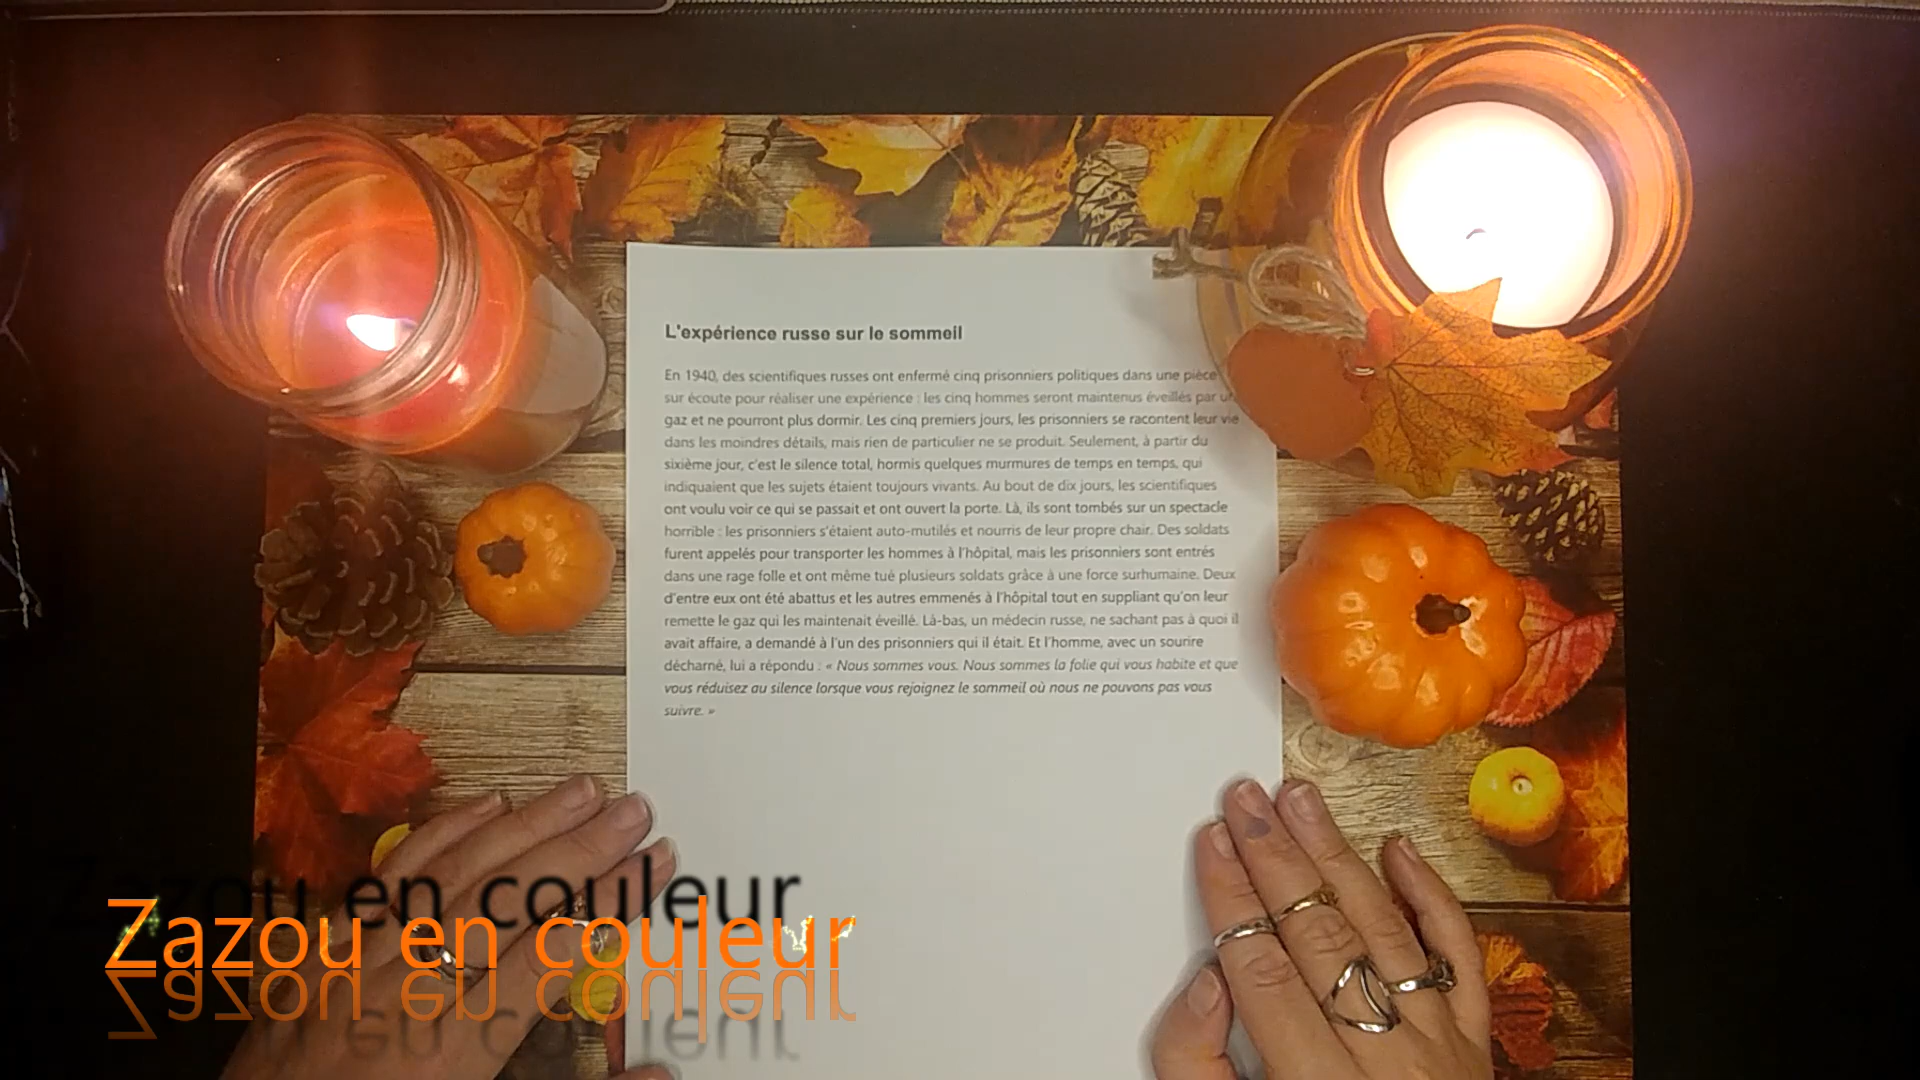 L'expérience russe sur le sommeil
En 1940, des scientifiques russes ont enfermé cinq prisonniers politiques dans une pièce
sur écoute pour réaliser une expérience : les cinq hommes seront maintenus éveillés par un
gaz et ne pourront plus dormir. Les cinq premiers jours, les prisonniers se racontent leur vie
dans les moindres détails, mais rien de particulier ne se produit. Seulement, à partir du
sixième jour, c'est le silence total, hormis quelques murmures de temps en temps, qui
indiquaient que les sujets étaient toujours vivants. Au bout de dix jours, les scientifiques
ont voulu voir ce qui se passait et ont ouvert la porte. Là, ils sont tombés sur un spectacle
horrible : les prisonniers s'étaient auto-mutilés et nourris de leur propre chair. Des soldats
furent appelés pour transporter les hommes à l'hôpital, mais les prisonniers sont entrés
dans une rage folle et ont même tué plusieurs soldats grâce à une force surhumaine. Deux
d'entre eux ont été abattus et les autres emmenés à l'hôpital tout en suppliant qu'on leur
remette le gaz qui les maintenait éveillé. Là-bas, un médecin russe, ne sachant pas à quoi il
avait affaire, a demandé à l'un des prisonniers qui il était. Et l'homme, avec un sourire
décharné, lui a répondu : « Nous sommes vous. Nous sommes la folie qui vous habite et que
vous réduisez au silence lorsque vous rejoignez le sommeil où nous ne pouvons pas vous
suivre. »
Zazou en couleur